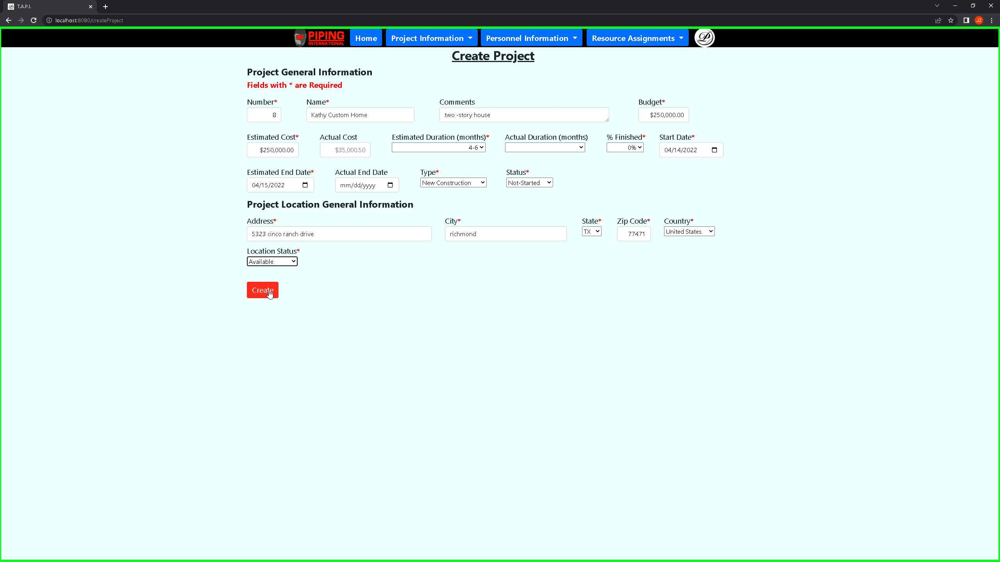 T.A.P.I.
localhost:8080/createProject
JZ
PIPING
INTERNATIONAL
Home
Project Information
Personnel Information
Resource Assignments
Create Project
Project General Information
Fields with * are Required
Number* Name* Comments Budget*
8 Kathy Custom Home two -story house $250,000.00
Estimated Cost* Actual Cost Estimated Duration (months)* Actual Duration (months) % Finished* Start Date*
$250,000.00 $35,000.50 4-6 0% 04/14/2022
Estimated End Date* Actual End Date Type* Status*
04/15/2022 mm/dd/yyyy New Construction Not-Started
Project Location General Information
Address* City* State* Zip Code* Country*
5323 cinco ranch drive richmond TX 77471 United States
Location Status*
Available
Create